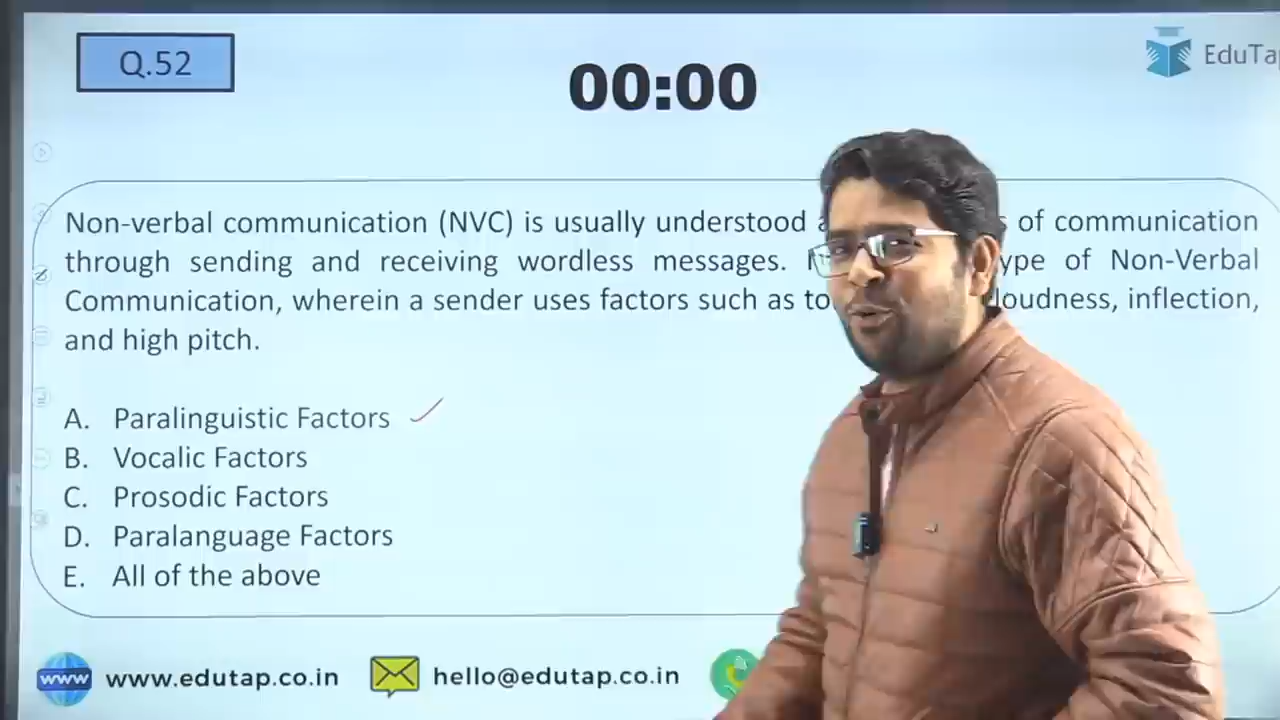 Q.52
00:00
EduTap
Non-verbal communication (NVC) is usually understood of communication
through sending and receiving wordless messages. of Non-Verbal
Communication, wherein a sender uses factors such as loudness, inflection,
and high pitch.
A. Paralinguistic Factors
B. Vocalic Factors
C. Prosodic Factors
D. Paralanguage Factors
E. All of the above
www www.edutap.co.in hello@edutap.co.in